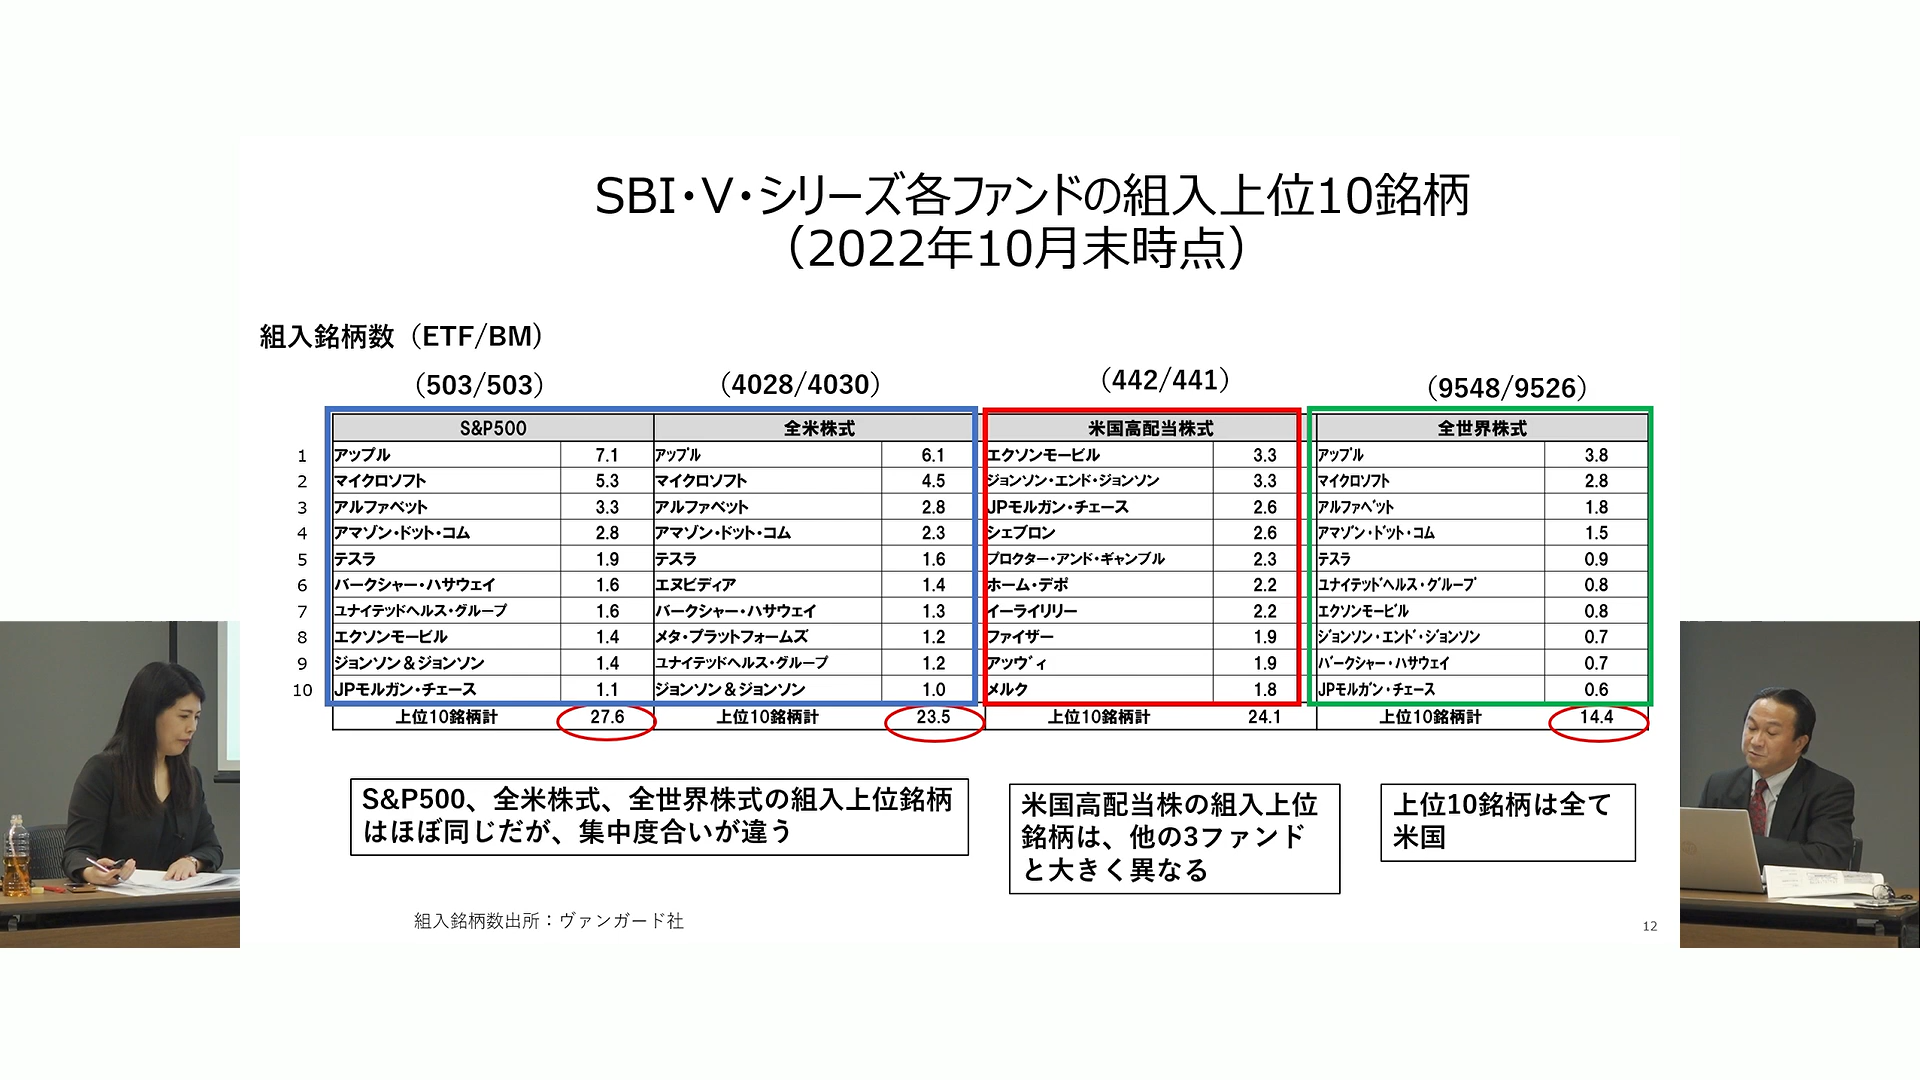 SBI・V・シリーズ各ファンドの組入上位10銘柄
（2022年10月末時点）
組入銘柄数（ETF/BM）
（503/503）
（4028/4030）
（442/441）
（9548/9526）
S&P500 全米株式 米国高配当株式 全世界株式
1 アップル 7.1 アップル 6.1 エクソンモービル 3.3 アップル 3.8
2 マイクロソフト 5.3 マイクロソフト 4.5 ジョンソン・エンド・ジョンソン 3.3 マイクロソフト 2.8
3 アルファベット 3.3 アルファベット 2.8 JPモルガン・チェース 2.6 アルファベット 1.8
4 アマゾン・ドット・コム 2.8 アマゾン・ドット・コム 2.3 シェブロン 2.6 アマゾン・ドット・コム 1.5
5 テスラ 1.9 テスラ 1.6 プロクター・アンド・ギャンブル 2.3 テスラ 0.9
6 バークシャー・ハサウェイ 1.6 エヌビディア 1.4 ホーム・デポ 2.2 ユナイテッドヘルス・グループ 0.8
7 ユナイテッドヘルス・グループ 1.6 バークシャー・ハサウェイ 1.3 イーライリリー 2.2 エクソンモービル 0.8
8 エクソンモービル 1.4 メタ・プラットフォームズ 1.2 ファイザー 1.9 ジョンソン・エンド・ジョンソン 0.7
9 ジョンソン＆ジョンソン 1.4 ユナイテッドヘルス・グループ 1.2 アッヴィ 1.9 バークシャー・ハサウェイ 0.7
10 JPモルガン・チェース 1.1 ジョンソン＆ジョンソン 1.0 メルク 1.8 JPモルガン・チェース 0.6
上位10銘柄計 27.6 上位10銘柄計 23.5 上位10銘柄計 24.1 上位10銘柄計 14.4
S&P500、全米株式、全世界株式の組入上位銘柄
はほぼ同じだが、集中度合いが違う
米国高配当株の組入上位
銘柄は、他の3ファンド
と大きく異なる
上位10銘柄は全て
米国
組入銘柄数出所：ヴァンガード社
12